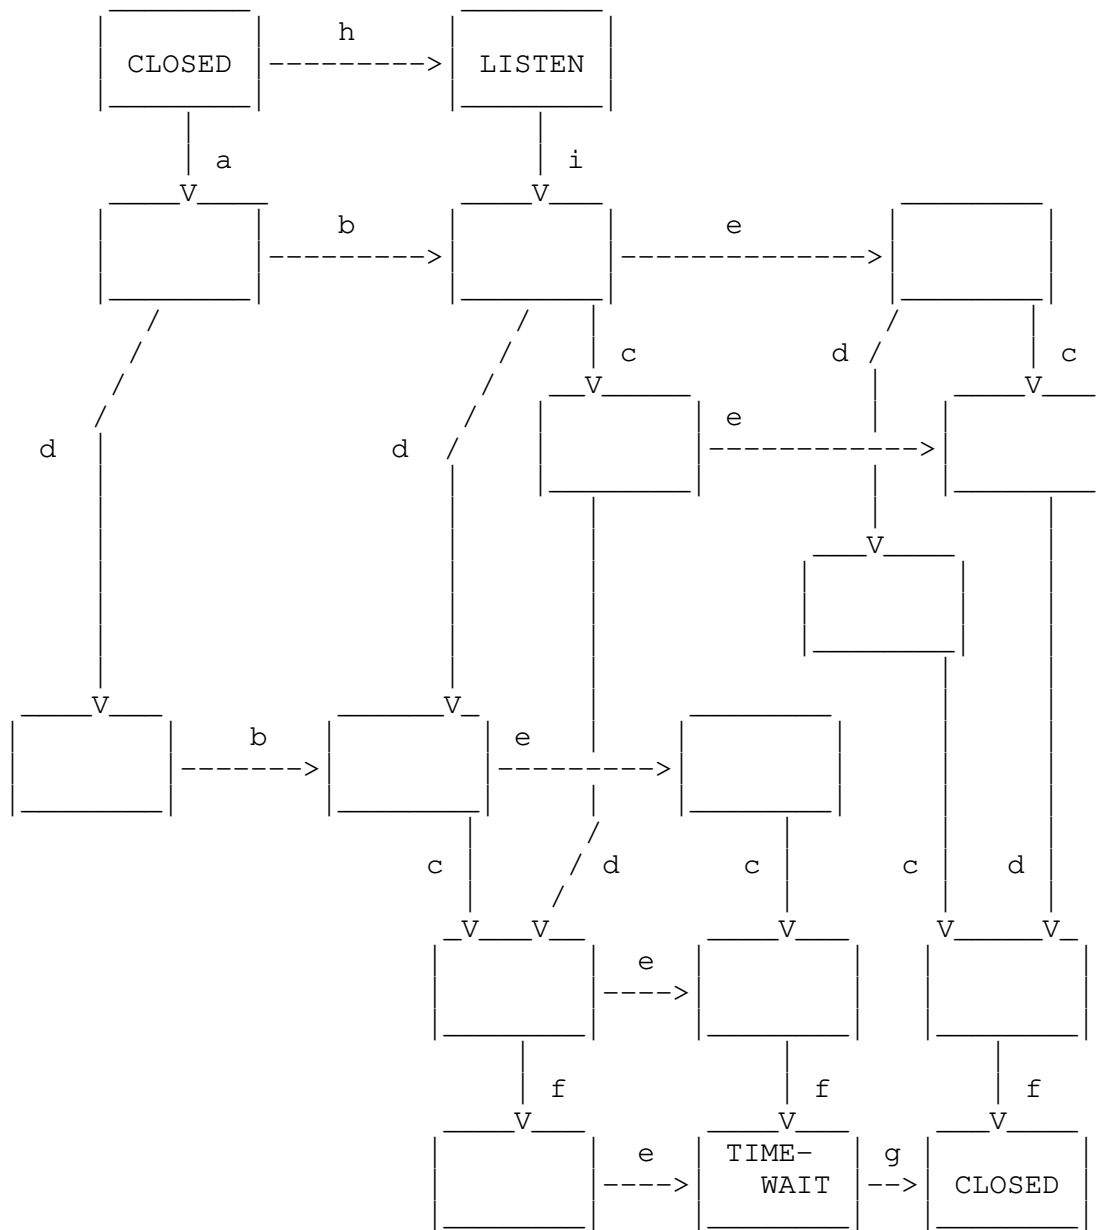 h
CLOSED --------> LISTEN
a i
b e
d c
d d e c
b e
c d c c d
e
f f f
e TIME- g
WAIT --> CLOSED